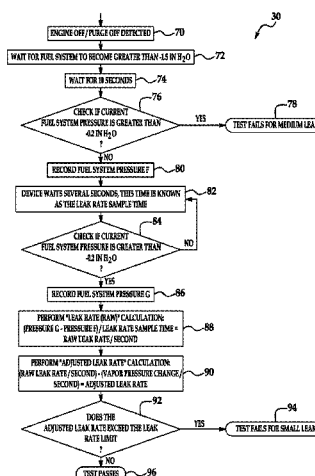 30
ENGINE OFF / PURGE OFF DETECTED
70
WAIT FOR FUEL SYSTEM TO BECOME GREATER THAN -1.5 IN H2O
72
WAIT FOR 10 SECONDS
74
76
CHECK IF CURRENT
FUEL SYSTEM PRESSURE IS GREATER
THAN
-0.2 IN H2O
?
YES
78
TEST FAILS FOR MEDIUM LEAK
NO
RECORD FUEL SYSTEM PRESSURE F
80
DEVICE WAITS SEVERAL SECONDS, THIS TIME IS KNOWN
AS THE LEAK RATE SAMPLE TIME
82
84
CHECK IF CURRENT
FUEL SYSTEM PRESSURE IS GREATER
THAN
-0.2 IN H2O
?
NO
YES
RECORD FUEL SYSTEM PRESSURE G
86
PERFORM "LEAK RATE (RAW)" CALCULATION:
(PRESSURE G - PRESSURE F) / LEAK RATE SAMPLE TIME =
RAW LEAK RATE / SECOND
88
PERFORM "ADJUSTED LEAK RATE" CALCULATION:
(RAW LEAK RATE / SECOND) - (VAPOR PRESSURE CHANGE /
SECOND) = ADJUSTED LEAK RATE
90
92
DOES THE
ADJUSTED LEAK RATE EXCEED THE LEAK
RATE LIMIT
?
YES
94
TEST FAILS FOR SMALL LEAK
NO
TEST PASSES
96